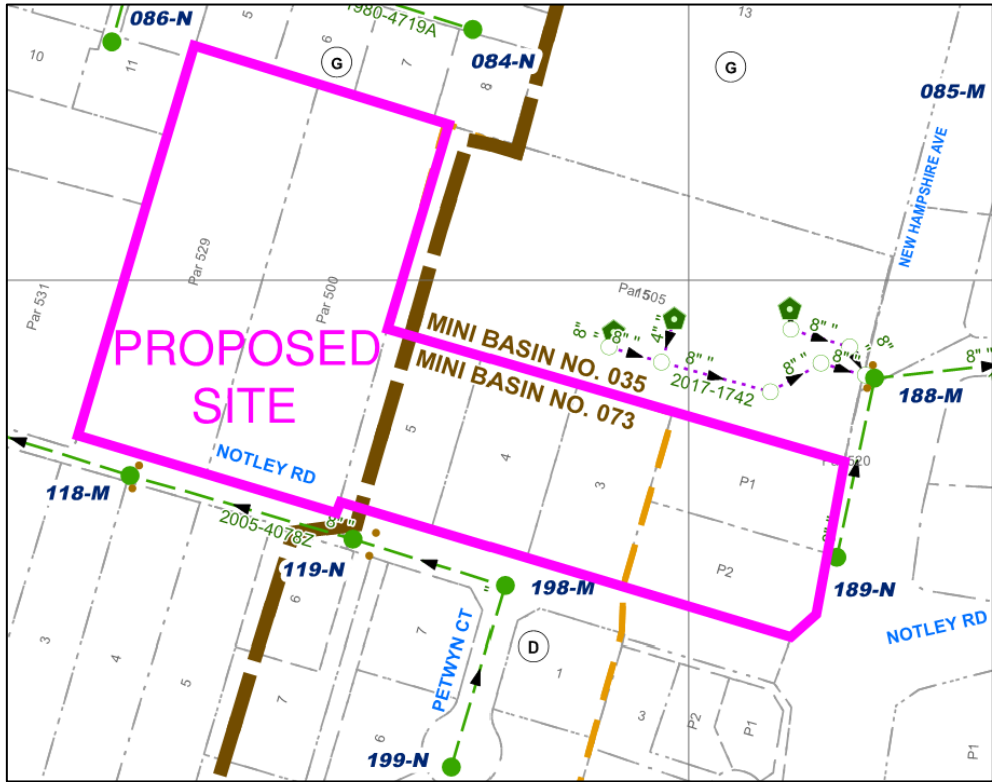 086-N
1980-4719A
5
6
G
7
084-N
8
13
G
085-M
10
11
NEW HAMPSHIRE AVE
Par 529
Par 531
Par 500
PROPOSED
SITE
NOTLEY RD
MINI BASIN NO. 035
MINI BASIN NO. 073
8" "
4" "
8" "
8" "
8" "
8" "
2017-1742
8" "
188-M
5
4
3
P1
P2
118-M
2005-4078Z
119-N
198-M
189-N
NOTLEY RD
PETWYN CT
D
199-N
3
4
5
6
7
7
6
1
3
P2
P1
P1